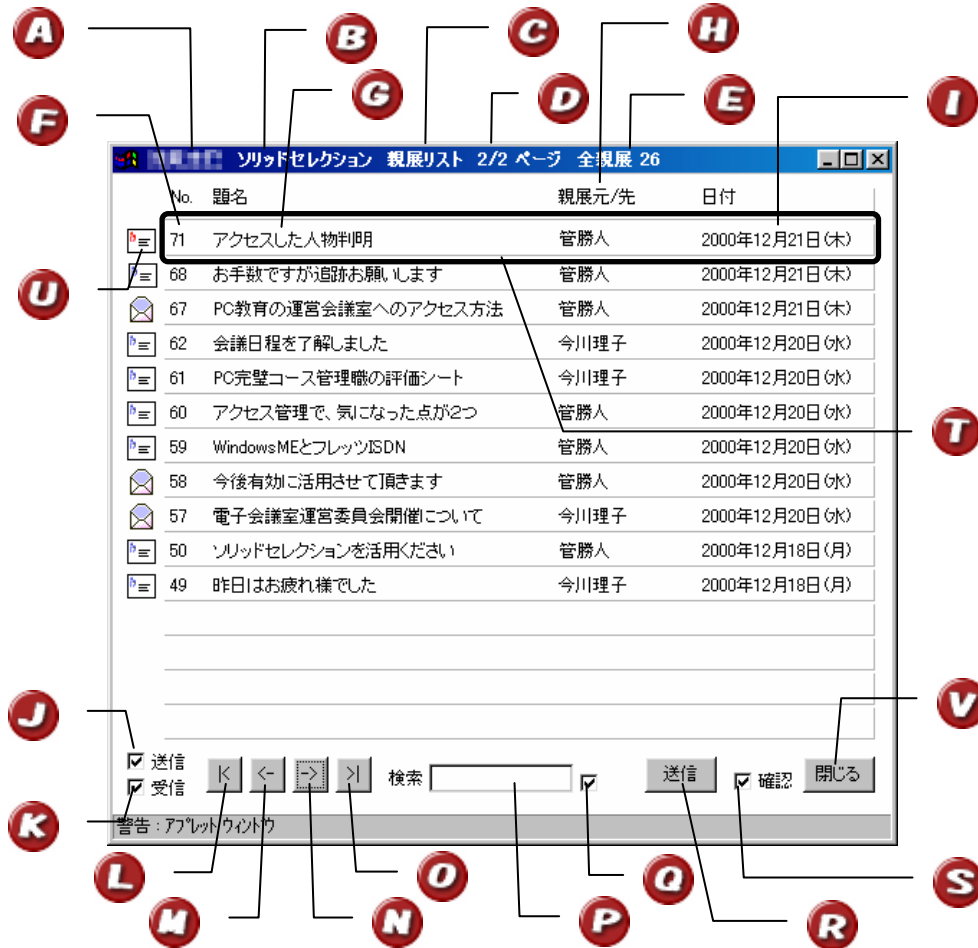 A B C H
F G D E I
ソリッドセレクション 親展リスト 2/2 ページ 全親展 26
No. 題名 親展元/先 日付
71 アクセスした人物判明 管勝人 2000年12月21日(木)
68 お手数ですが追跡お願いします 管勝人 2000年12月21日(木)
U
67 PC教育の運営会議室へのアクセス方法 管勝人 2000年12月21日(木)
62 会議日程を了解しました 今川理子 2000年12月20日(水)
61 PC完璧コース管理職の評価シート 今川理子 2000年12月20日(水)
60 アクセス管理で、気になった点が2つ 管勝人 2000年12月20日(水)
T
59 WindowsMEとフレッツISDN 管勝人 2000年12月20日(水)
58 今後有効に活用させて頂きます 管勝人 2000年12月20日(水)
57 電子会議室運営委員会開催について 今川理子 2000年12月20日(水)
50 ソリッドセレクションを活用ください 管勝人 2000年12月18日(月)
49 昨日はお疲れ様でした 今川理子 2000年12月18日(月)
J V
送信
受信 |< <- -> >| 検索 送信 確認 閉じる
K
警告 : アプレット ウィンドウ
L O Q S
M N P R